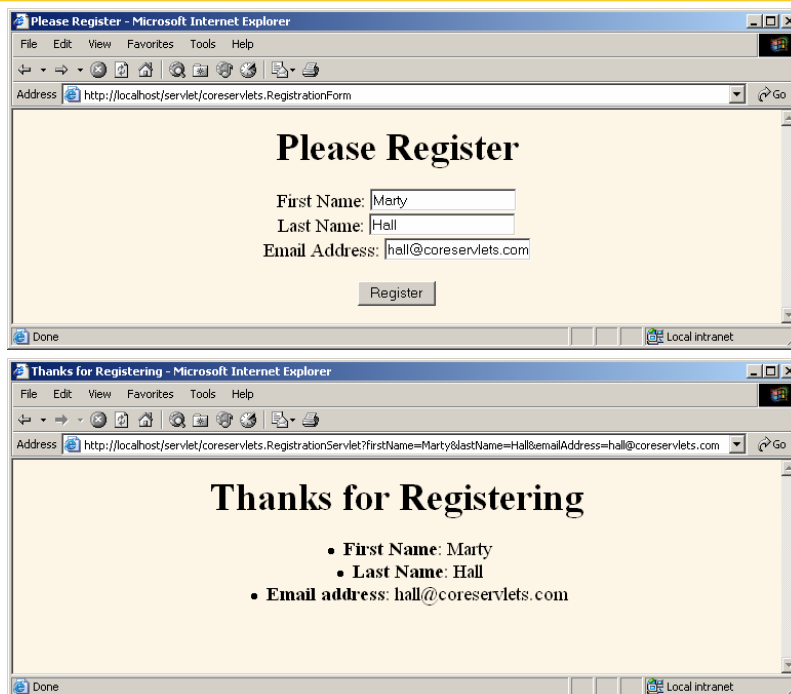 Please Register - Microsoft Internet Explorer
File Edit View Favorites Tools Help
Address http://localhost/servlet/coreservlets.RegistrationForm Go
Please Register
First Name: Marty
Last Name: Hall
Email Address: hall@coreservlets.com
Register
Done Local intranet
Thanks for Registering - Microsoft Internet Explorer
File Edit View Favorites Tools Help
Address http://localhost/servlet/coreservlets.RegistrationServlet?firstName=Marty&lastName=Hall&emailAddress=hall@coreservlets.com Go
Thanks for Registering
• First Name: Marty
• Last Name: Hall
• Email address: hall@coreservlets.com
Done Local intranet